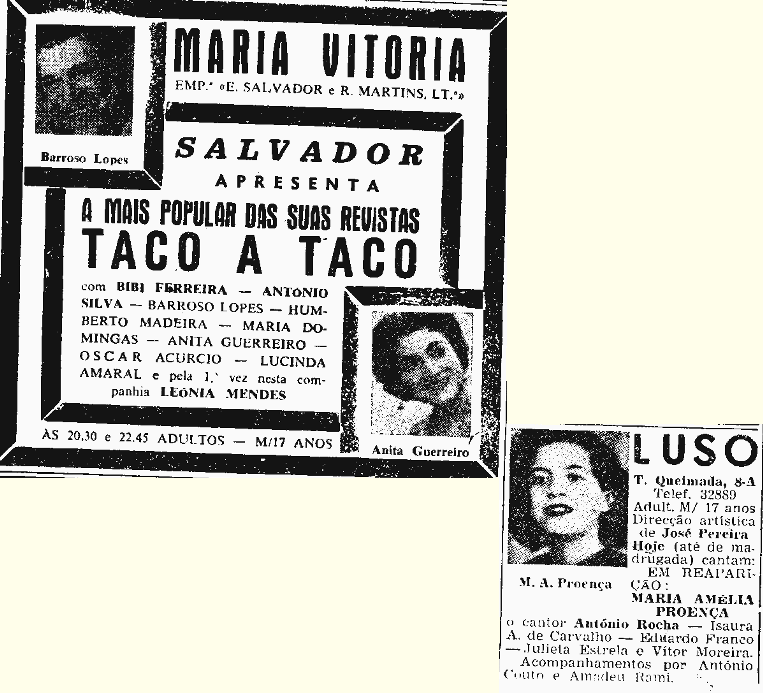 MARIA VITORIA
EMP.ª «E. SALVADOR e R. MARTINS, LT.ª»
Barroso Lopes
SALVADOR
APRESENTA
A MAIS POPULAR DAS SUAS REVISTAS
TACO A TACO
com BIBI FERREIRA — ANTÓNIO
SILVA — BARROSO LOPES — HUM-
BERTO MADEIRA — MARIA DO-
MINGAS — ANITA GUERREIRO —
OSCAR ACURCIO — LUCINDA
AMARAL e pela 1.ª vez nesta com-
panhia LEÓNIA MENDES
ÀS 20,30 e 22,45 ADULTOS — M/17 ANOS
Anita Guerreiro
LUSO
T. Queimada, 8-A
Telef. 32889
Adult. M/ 17 anos
Direcção artística
de José Pereira
Hoje (até de ma-
drugada) cantam:
EM REAPARI-
ÇÃO:
M. A. Proença
MARIA AMÉLIA
PROENÇA
o cantor António Rocha — Isaura
A. de Carvalho — Eduardo Franco
— Julieta Estrela e Vítor Moreira.
Acompanhamentos por António
Couto e Amadeu Rami.